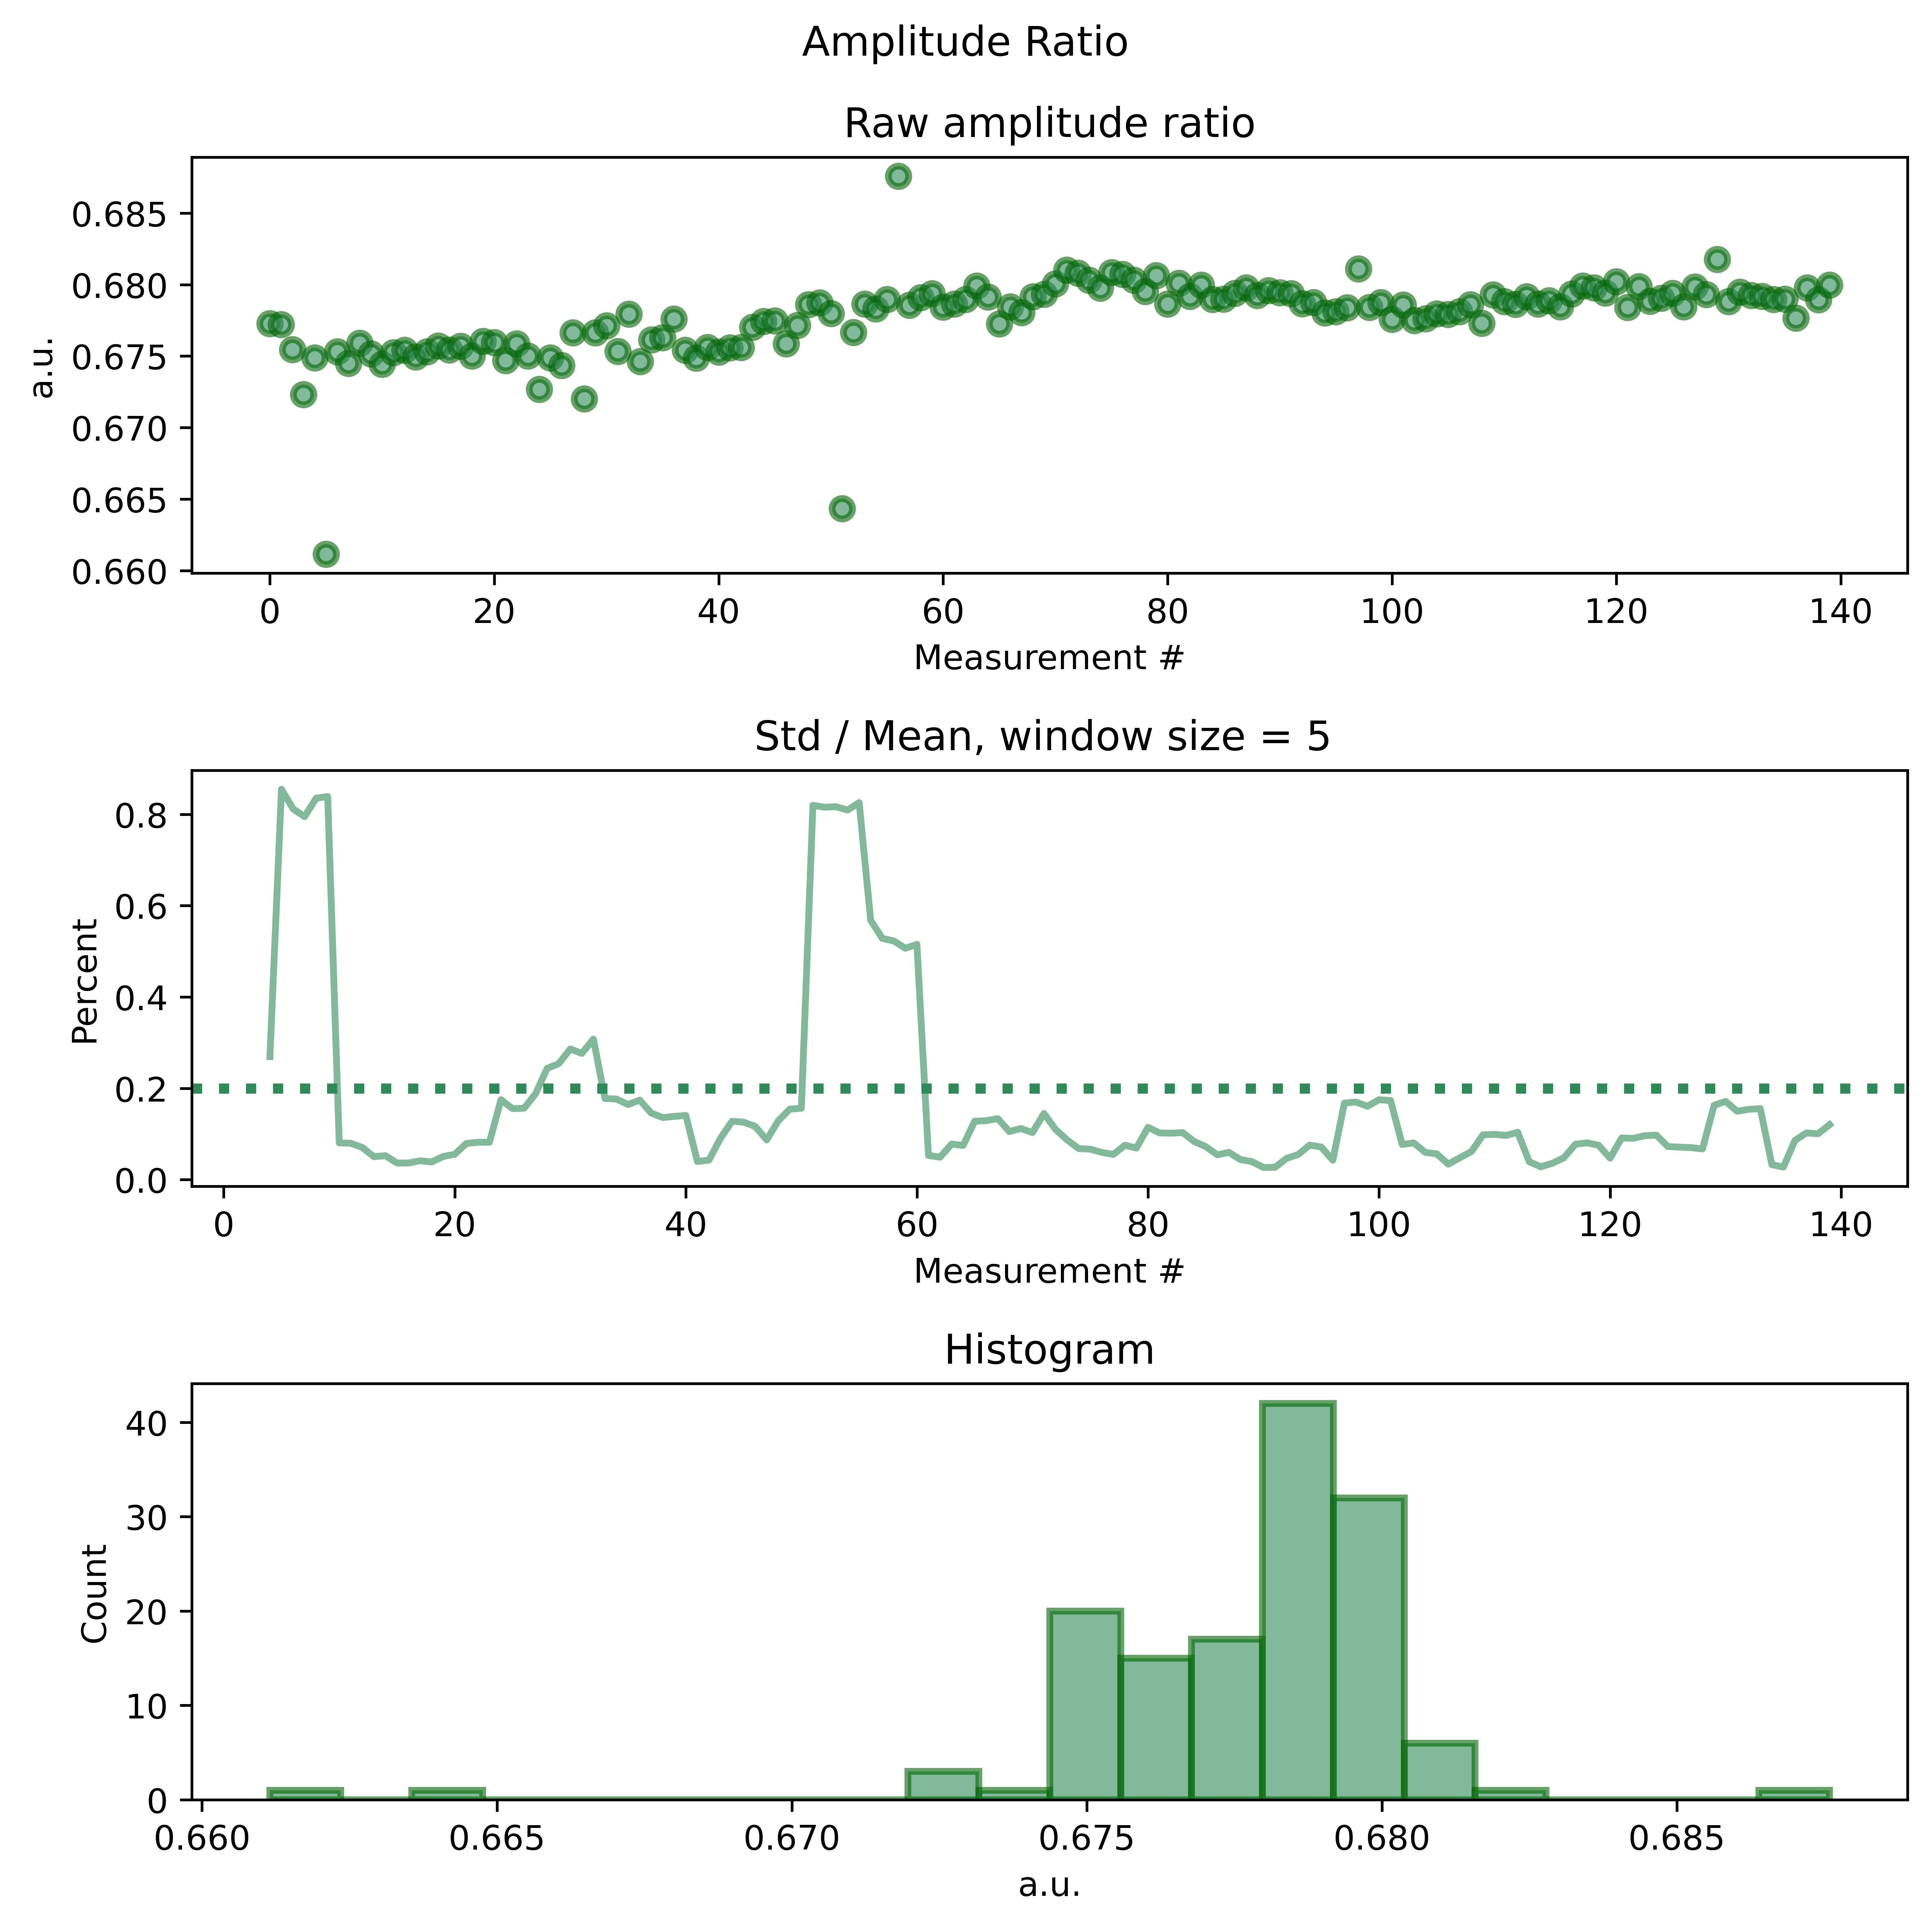 Amplitude Ratio
Raw amplitude ratio
0.685
0.680
0.675
0.670
0.665
0.660
a.u.
0 20 40 60 80 100 120 140
Measurement #
Std / Mean, window size = 5
0.8
0.6
0.4
0.2
0.0
Percent
0 20 40 60 80 100 120 140
Measurement #
Histogram
40
30
20
10
0
Count
0.660 0.665 0.670 0.675 0.680 0.685
a.u.